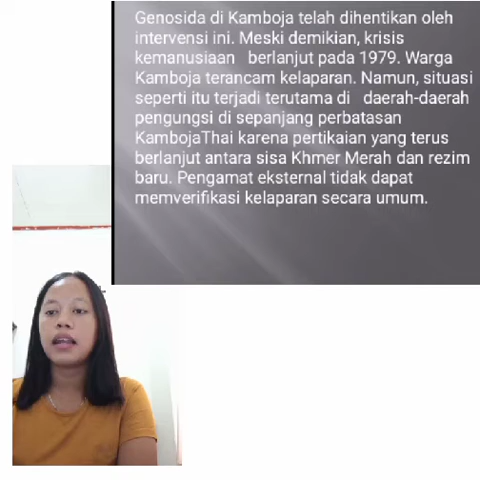 Genosida di Kamboja telah dihentikan oleh
intervensi ini. Meski demikian, krisis
kemanusiaan berlanjut pada 1979. Warga
Kamboja terancam kelaparan. Namun, situasi
seperti itu terjadi terutama di daerah-daerah
pengungsi di sepanjang perbatasan
KambojaThai karena pertikaian yang terus
berlanjut antara sisa Khmer Merah dan rezim
baru. Pengamat eksternal tidak dapat
memverifikasi kelaparan secara umum.